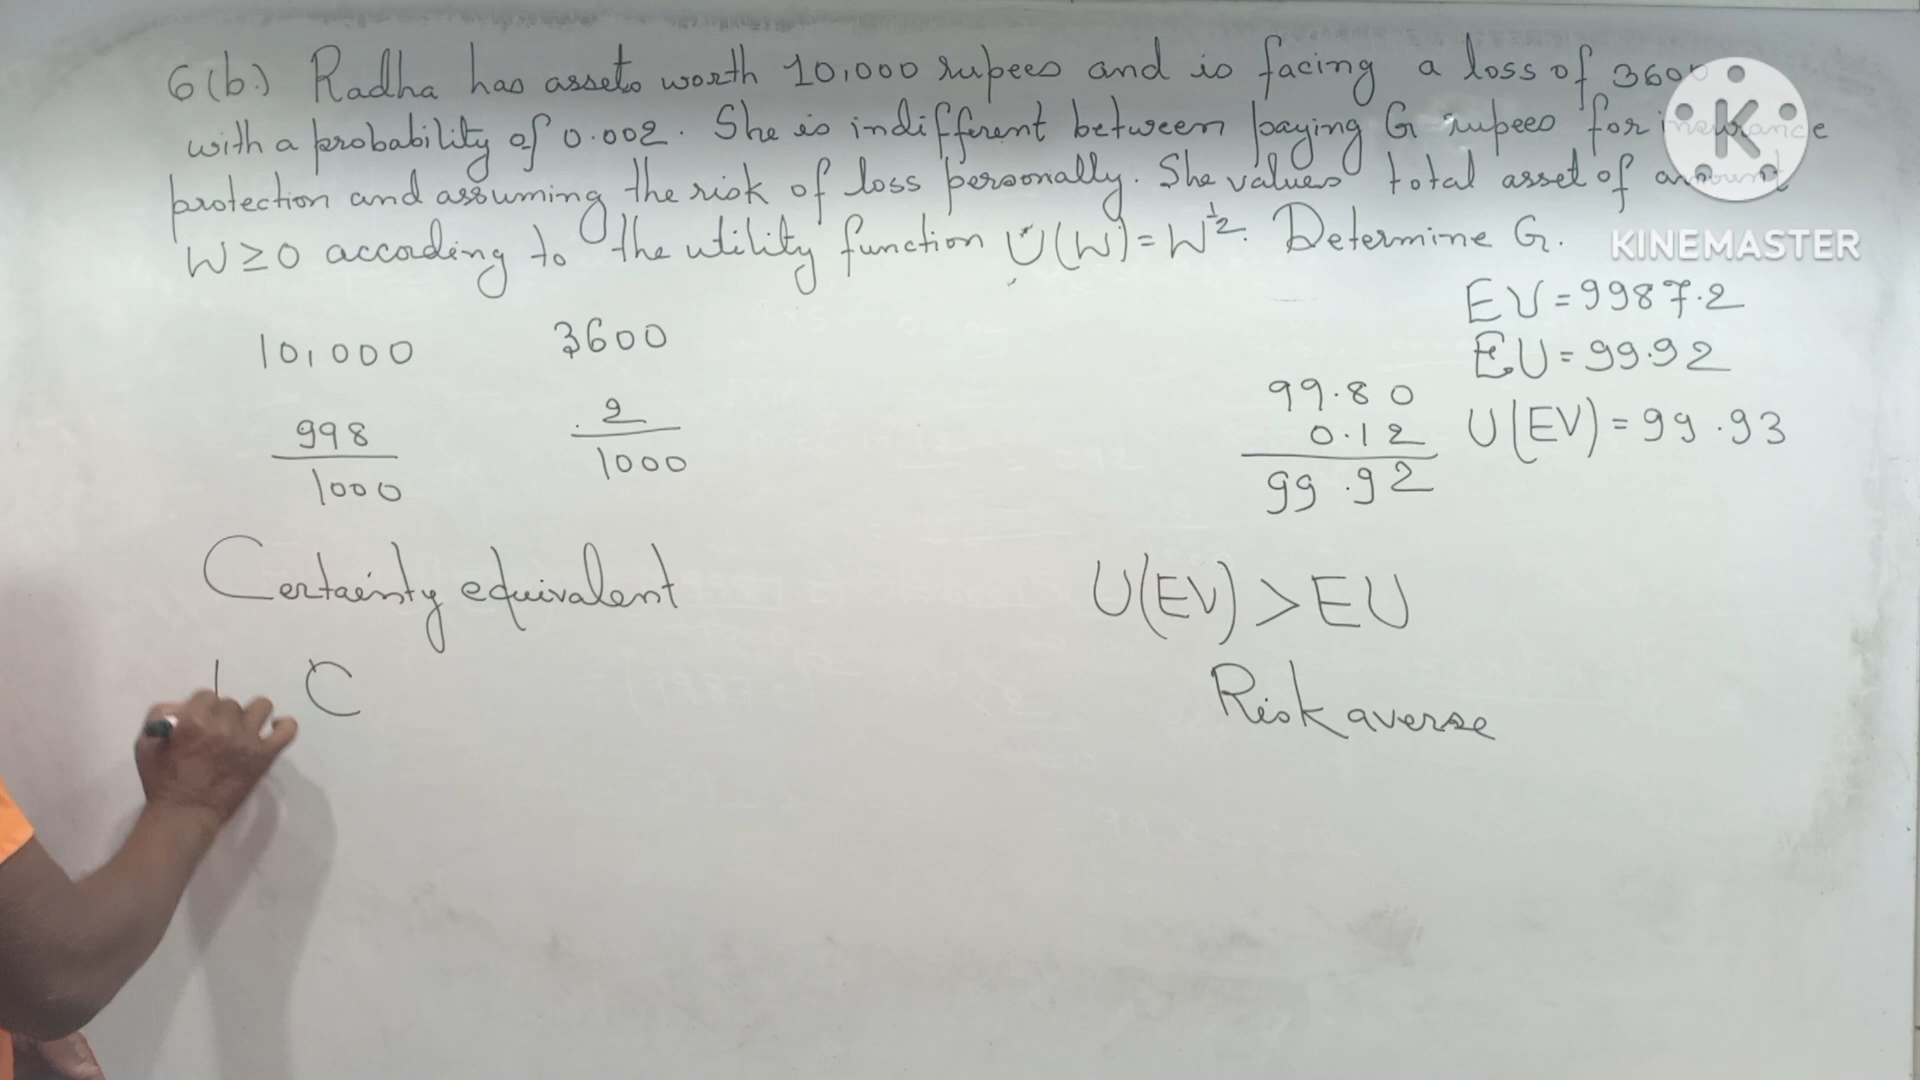 6(b.) Radha has assets worth 10,000 rupees and is facing a loss of 3600
with a probability of 0.002. She is indifferent between paying G rupees for insurance
protection and assuming the risk of loss personally. She values total asset of amount
W≥0 according to the utility function U(W)=W^½. Determine G.
KINEMASTER
K
EV=9987.2
EU=99.92
U(EV)=99.93
10,000 3600
998/1000 .2/1000
99.80
0.12
99.92
Certainty equivalent
U(EV)>EU
C
Risk averse